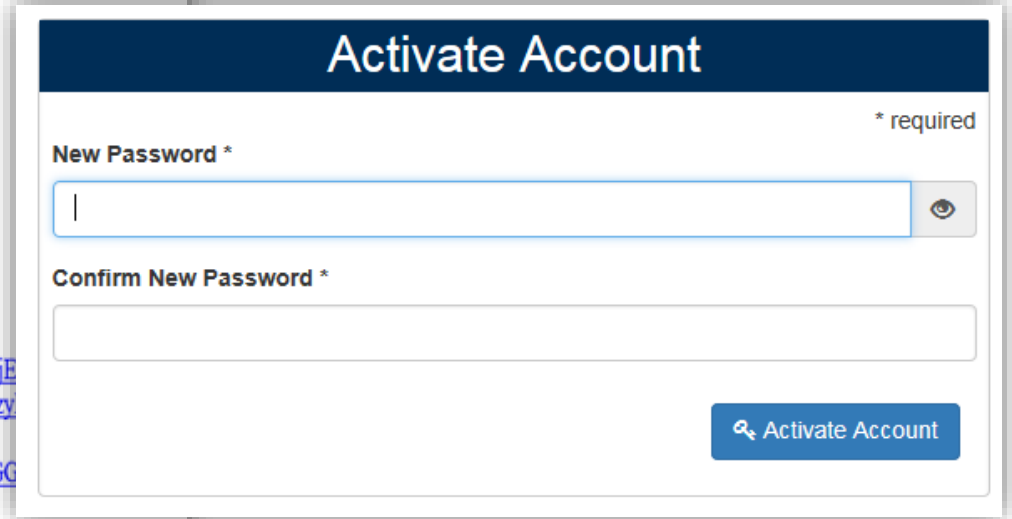 Activate Account
* required
New Password *
Confirm New Password *
Activate Account